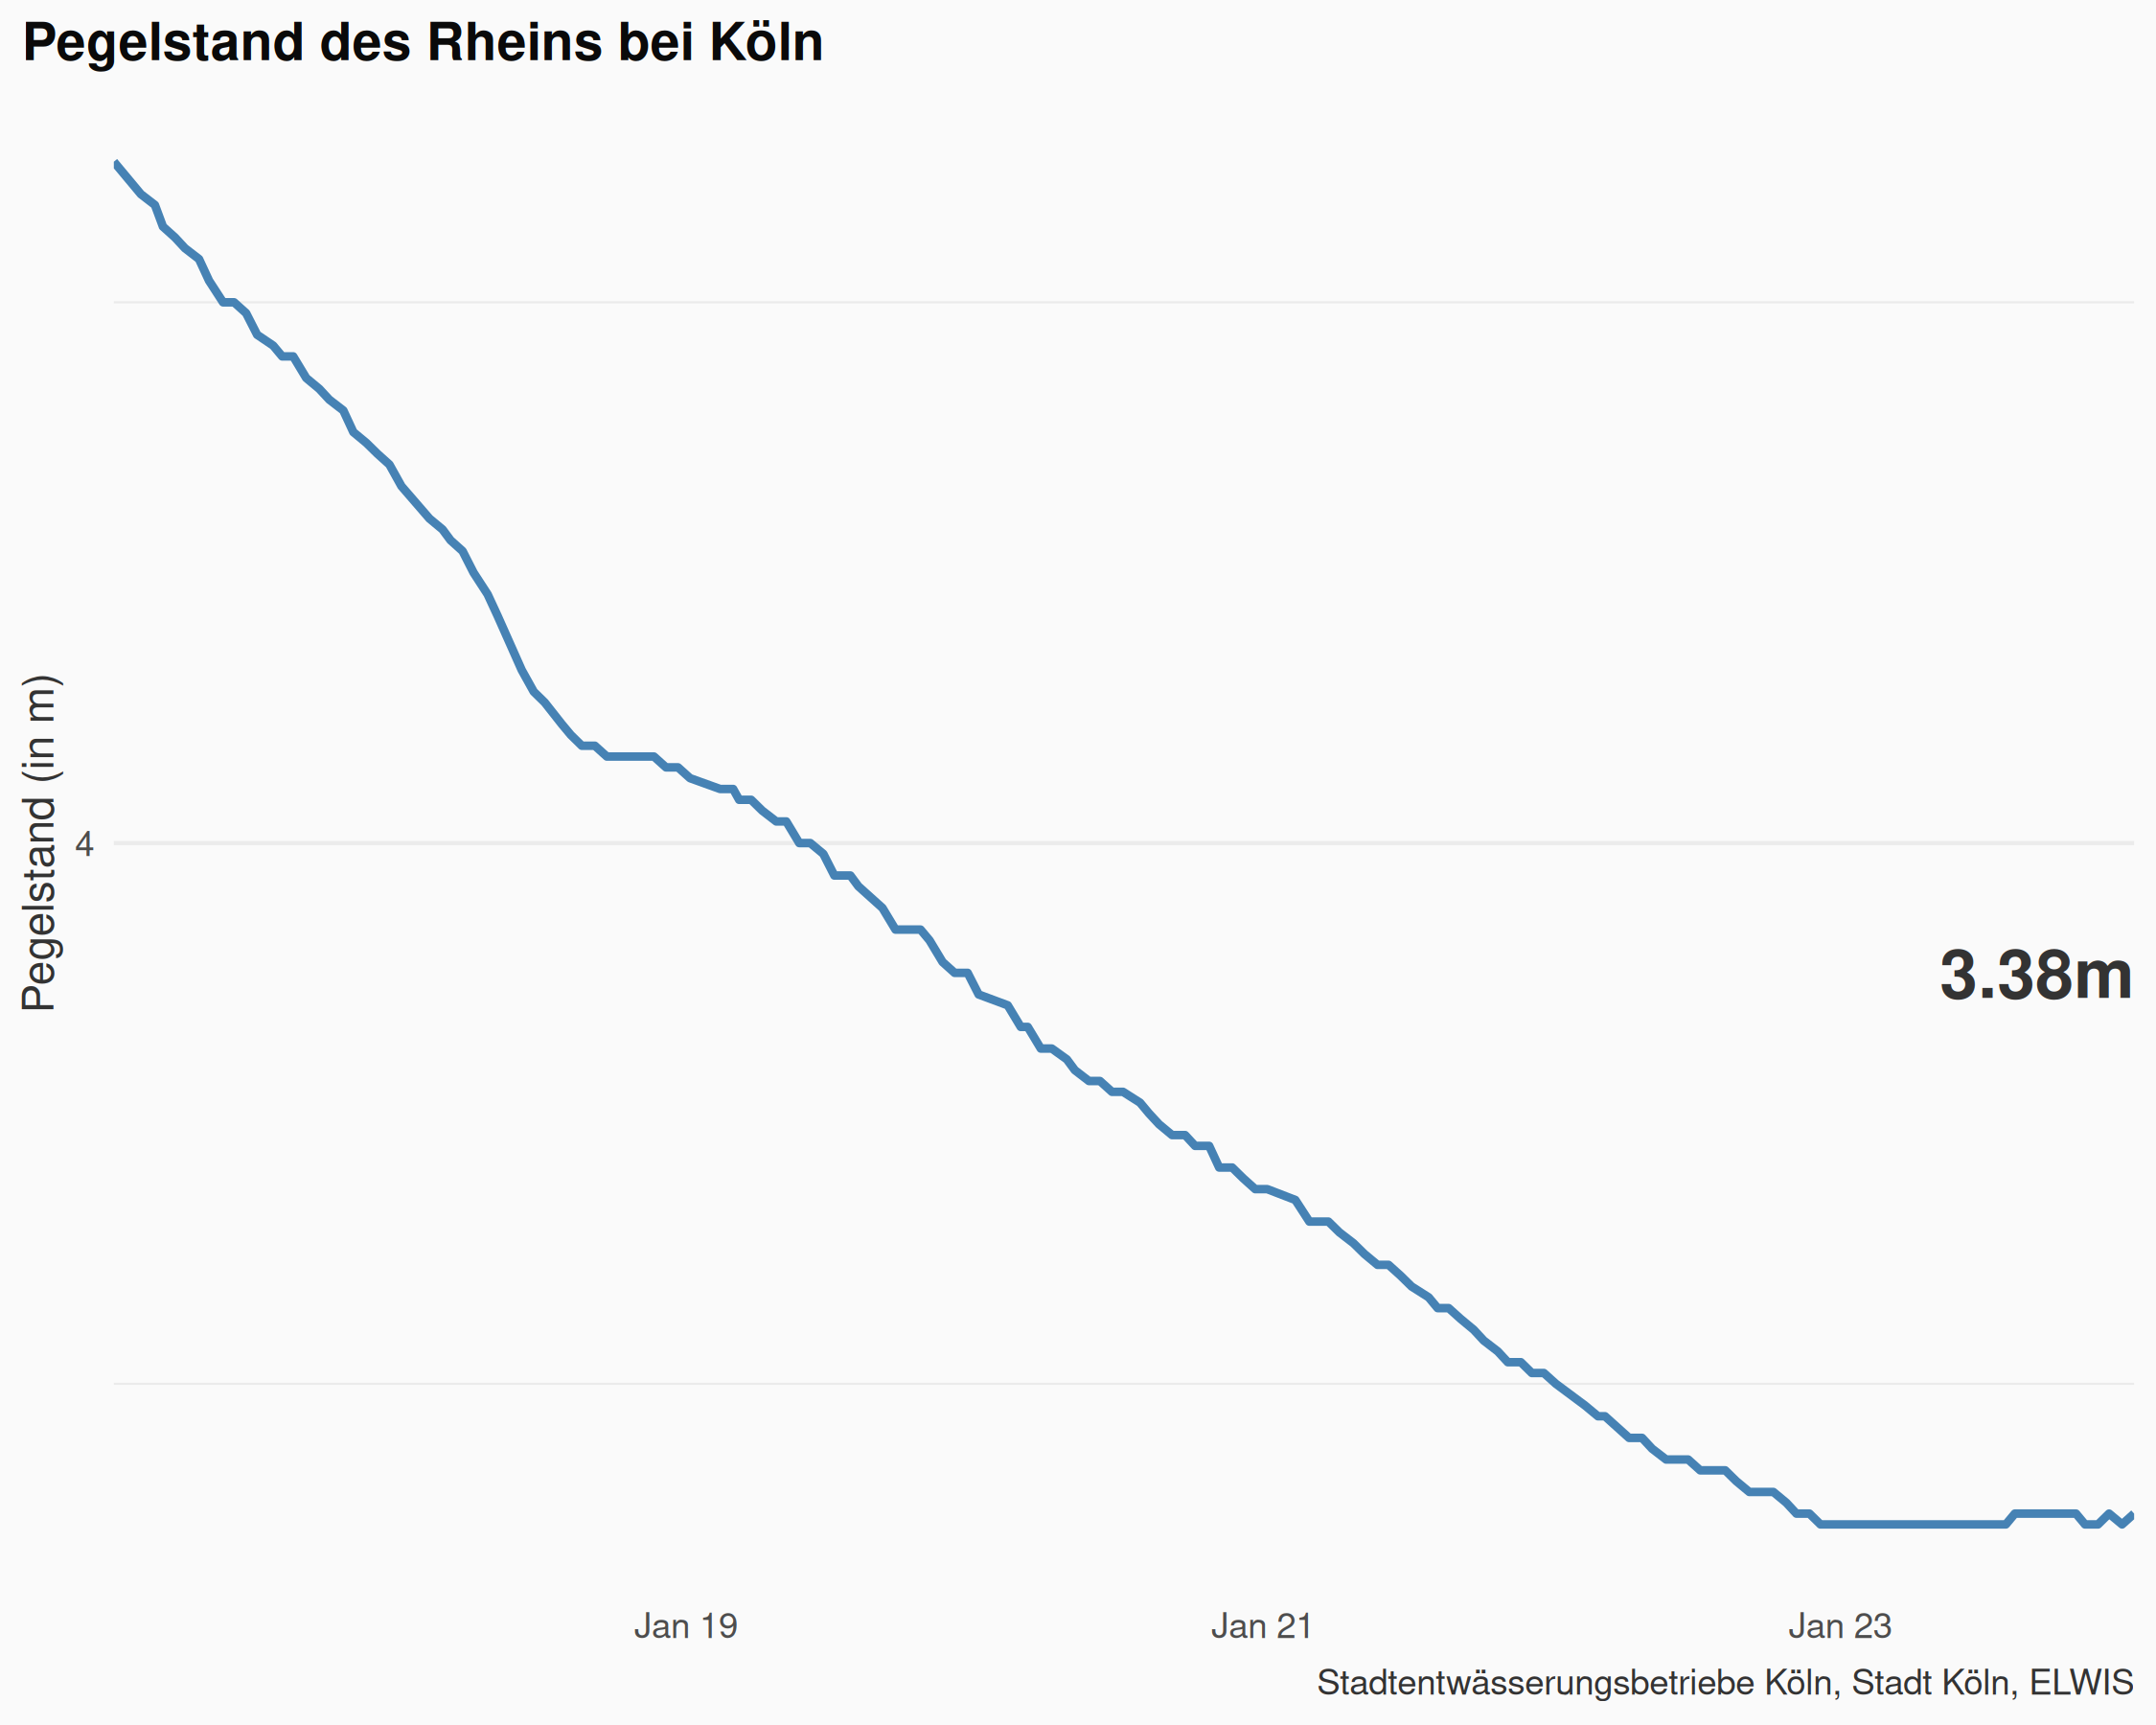 Pegelstand des Rheins bei Köln
Pegelstand (in m)
4
3.38m
Jan 19
Jan 21
Jan 23
Stadtentwässerungsbetriebe Köln, Stadt Köln, ELWIS